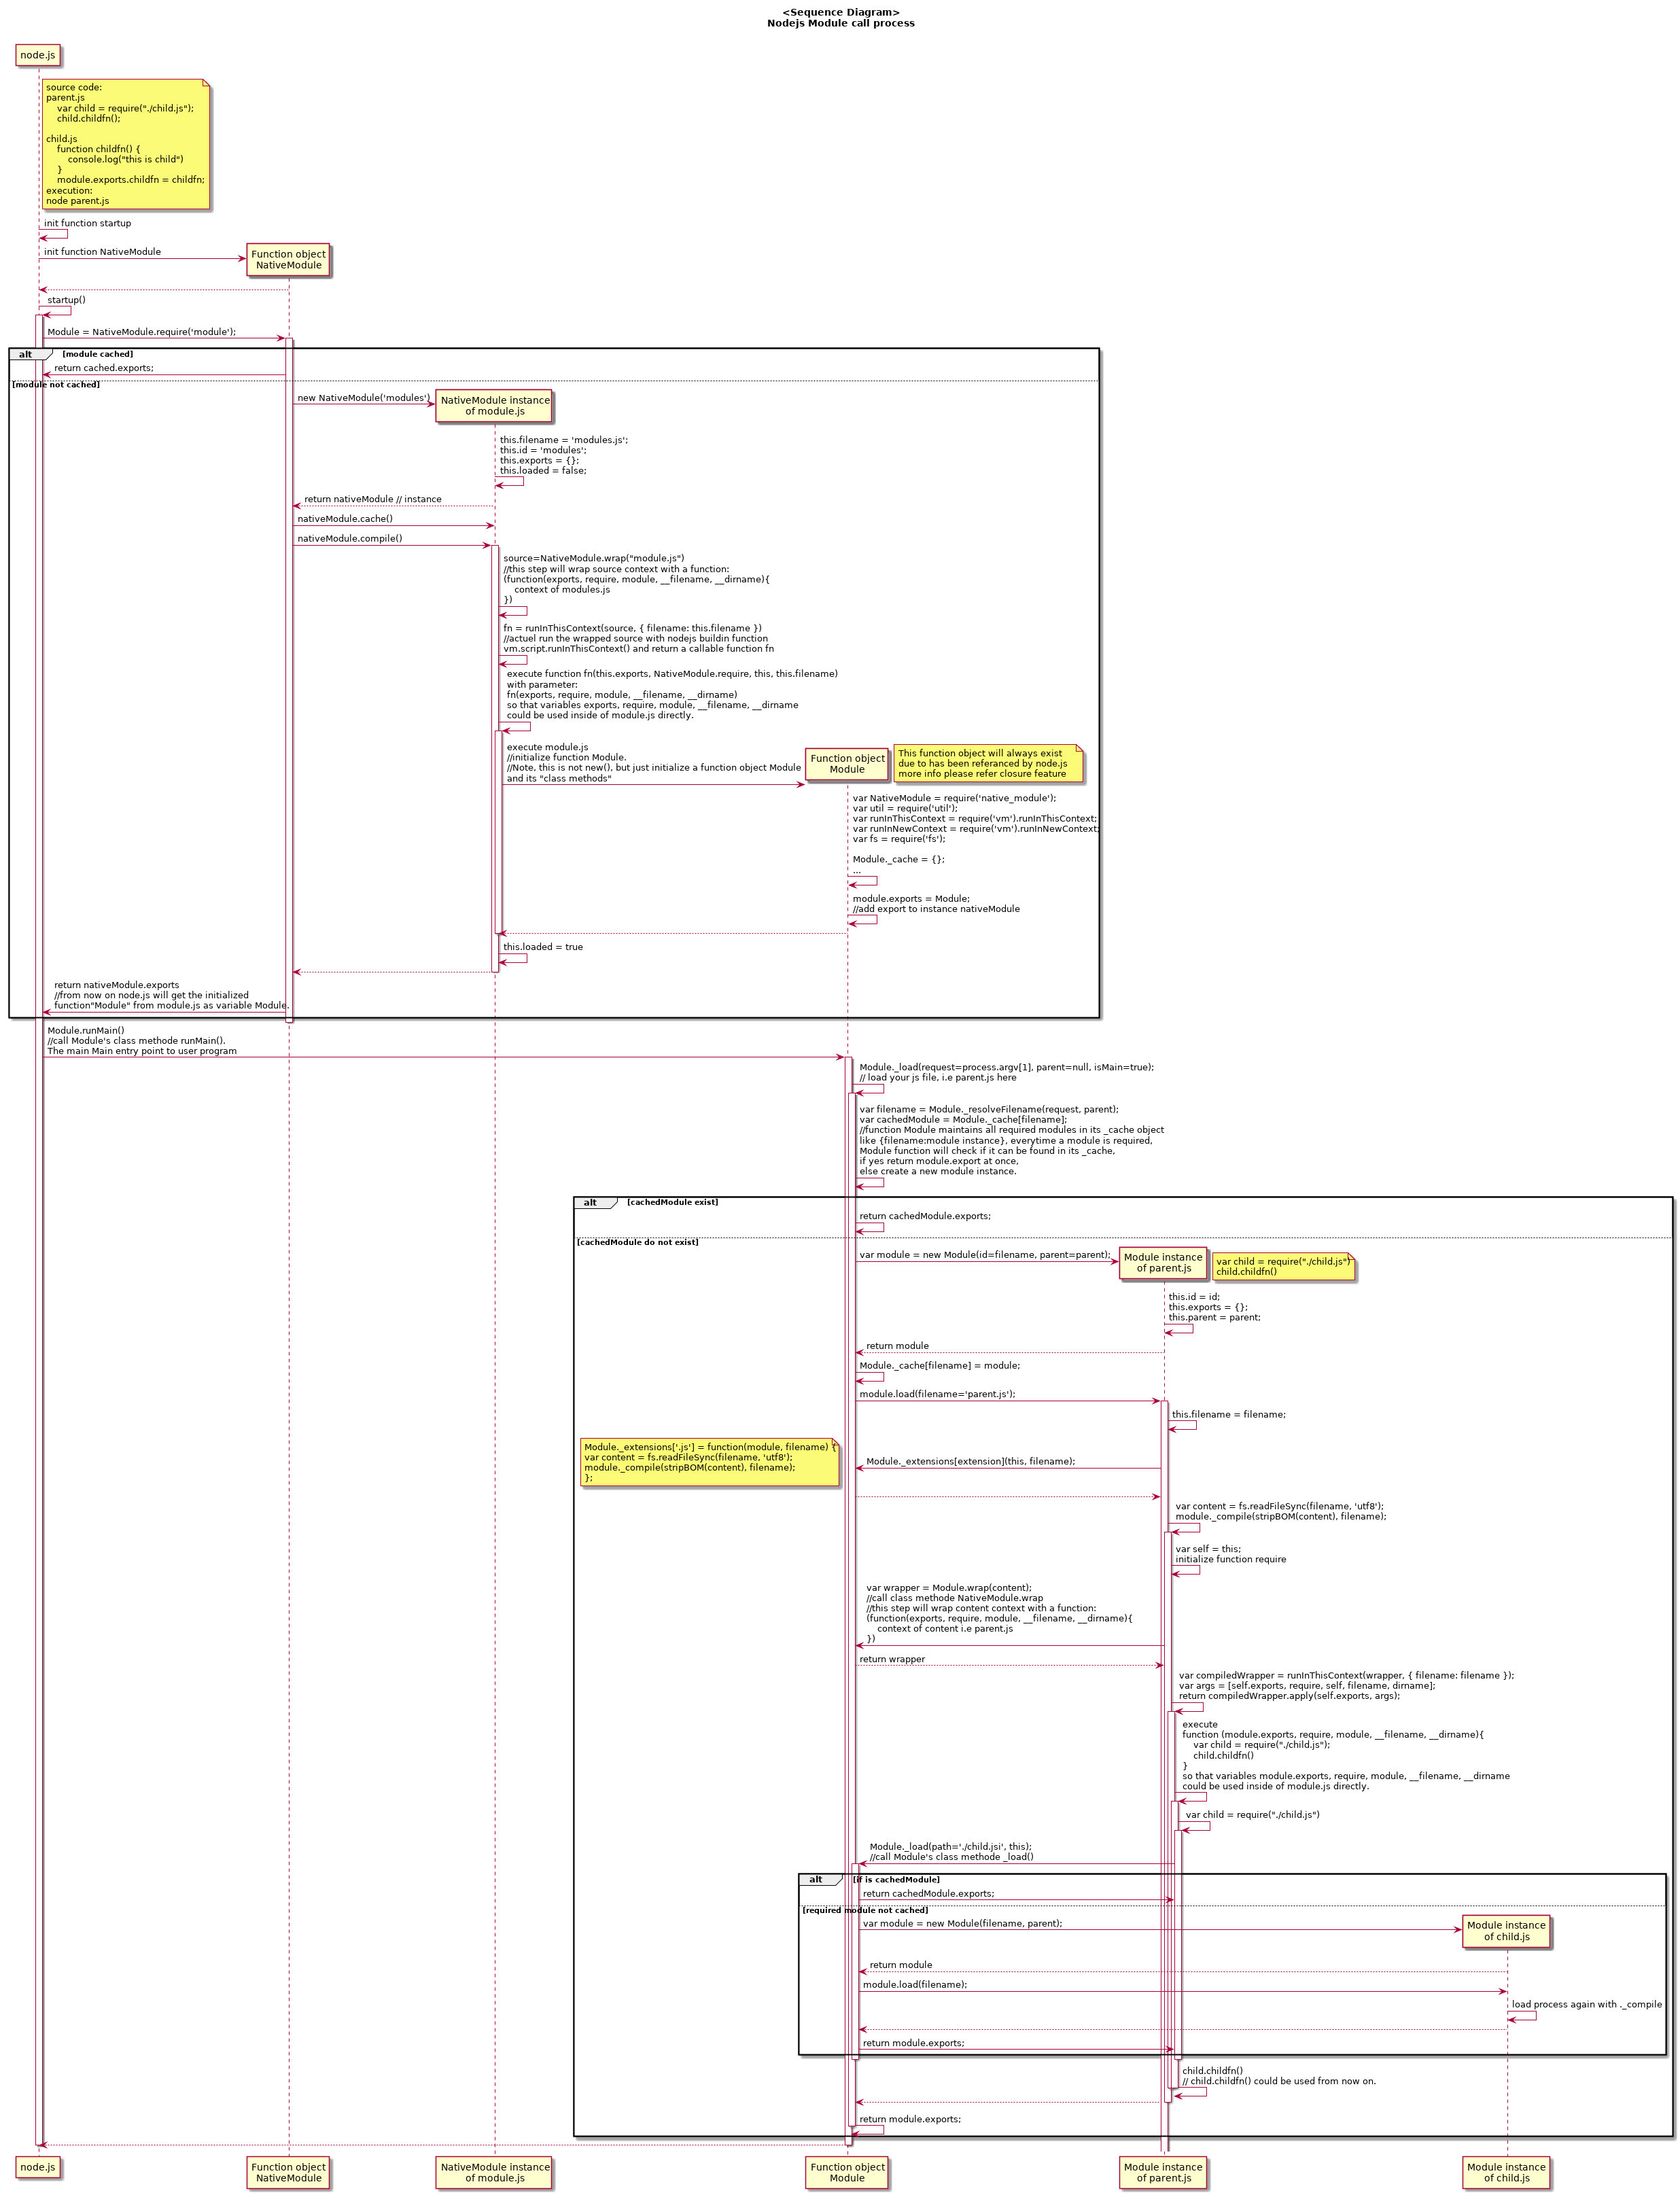 <Sequence Diagram>
Nodejs Module call process
node.js
source code:
parent.js
var child = require("./child.js");
child.childfn();
child.js
function childfn() {
console.log("this is child")
}
module.exports.childfn = childfn;
execution:
node parent.js
init function startup
init function NativeModule
Function object
NativeModule
startup()
Module = NativeModule.require('module');
alt
[module cached]
return cached.exports;
[module not cached]
new NativeModule('modules')
NativeModule instance
of module.js
this.filename = 'modules.js';
this.id = 'modules';
this.exports = {};
this.loaded = false;
return nativeModule // instance
nativeModule.cache()
nativeModule.compile()
source=NativeModule.wrap("module.js")
//this step will wrap source context with a function:
(function(exports, require, module, __filename, __dirname){
context of modules.js
})
fn = runInThisContext(source, { filename: this.filename })
//actuel run the wrapped source with nodejs buildin function
vm.script.runInThisContext() and return a callable function fn
execute function fn(this.exports, NativeModule.require, this, this.filename)
with parameter:
fn(exports, require, module, __filename, __dirname)
so that variables exports, require, module, __filename, __dirname
could be used inside of module.js directly.
execute module.js
//initialize function Module.
//Note, this is not new(), but just initialize a function object Module
and its "class methods"
Function object
Module
This function object will always exist
due to has been referanced by node.js
more info please refer closure feature
var NativeModule = require('native_module');
var util = require('util');
var runInThisContext = require('vm').runInThisContext;
var runInNewContext = require('vm').runInNewContext;
var fs = require('fs');
Module._cache = {};
...
module.exports = Module;
//add export to instance nativeModule
this.loaded = true
return nativeModule.exports
//from now on node.js will get the initialized
function"Module" from module.js as variable Module.
Module.runMain()
//call Module's class methode runMain().
The main Main entry point to user program
Module._load(request=process.argv[1], parent=null, isMain=true);
// load your js file, i.e parent.js here
var filename = Module._resolveFilename(request, parent);
var cachedModule = Module._cache[filename];
//function Module maintains all required modules in its _cache object
like {filename:module instance}, everytime a module is required,
Module function will check if it can be found in its _cache,
if yes return module.export at once,
else create a new module instance.
alt
[cachedModule exist]
return cachedModule.exports;
[cachedModule do not exist]
var module = new Module(id=filename, parent=parent);
Module instance
of parent.js
var child = require("./child.js")
child.childfn()
this.id = id;
this.exports = {};
this.parent = parent;
return module
Module._cache[filename] = module;
module.load(filename='parent.js');
this.filename = filename;
Module._extensions['.js'] = function(module, filename) {
var content = fs.readFileSync(filename, 'utf8');
module._compile(stripBOM(content), filename);
};
Module._extensions[extension](this, filename);
var content = fs.readFileSync(filename, 'utf8');
module._compile(stripBOM(content), filename);
var self = this;
initialize function require
var wrapper = Module.wrap(content);
//call class methode NativeModule.wrap
//this step will wrap content context with a function:
(function(exports, require, module, __filename, __dirname){
context of content i.e parent.js
})
return wrapper
var compiledWrapper = runInThisContext(wrapper, { filename: filename });
var args = [self.exports, require, self, filename, dirname];
return compiledWrapper.apply(self.exports, args);
execute
function (module.exports, require, module, __filename, __dirname){
var child = require("./child.js");
child.childfn()
}
so that variables module.exports, require, module, __filename, __dirname
could be used inside of module.js directly.
var child = require("./child.js")
Module._load(path='./child.jsi', this);
//call Module's class methode _load()
alt
[if is cachedModule]
return cachedModule.exports;
[required module not cached]
var module = new Module(filename, parent);
Module instance
of child.js
return module
module.load(filename);
load process again with ._compile
return module.exports;
child.childfn()
// child.childfn() could be used from now on.
return module.exports;
node.js
Function object
NativeModule
NativeModule instance
of module.js
Function object
Module
Module instance
of parent.js
Module instance
of child.js